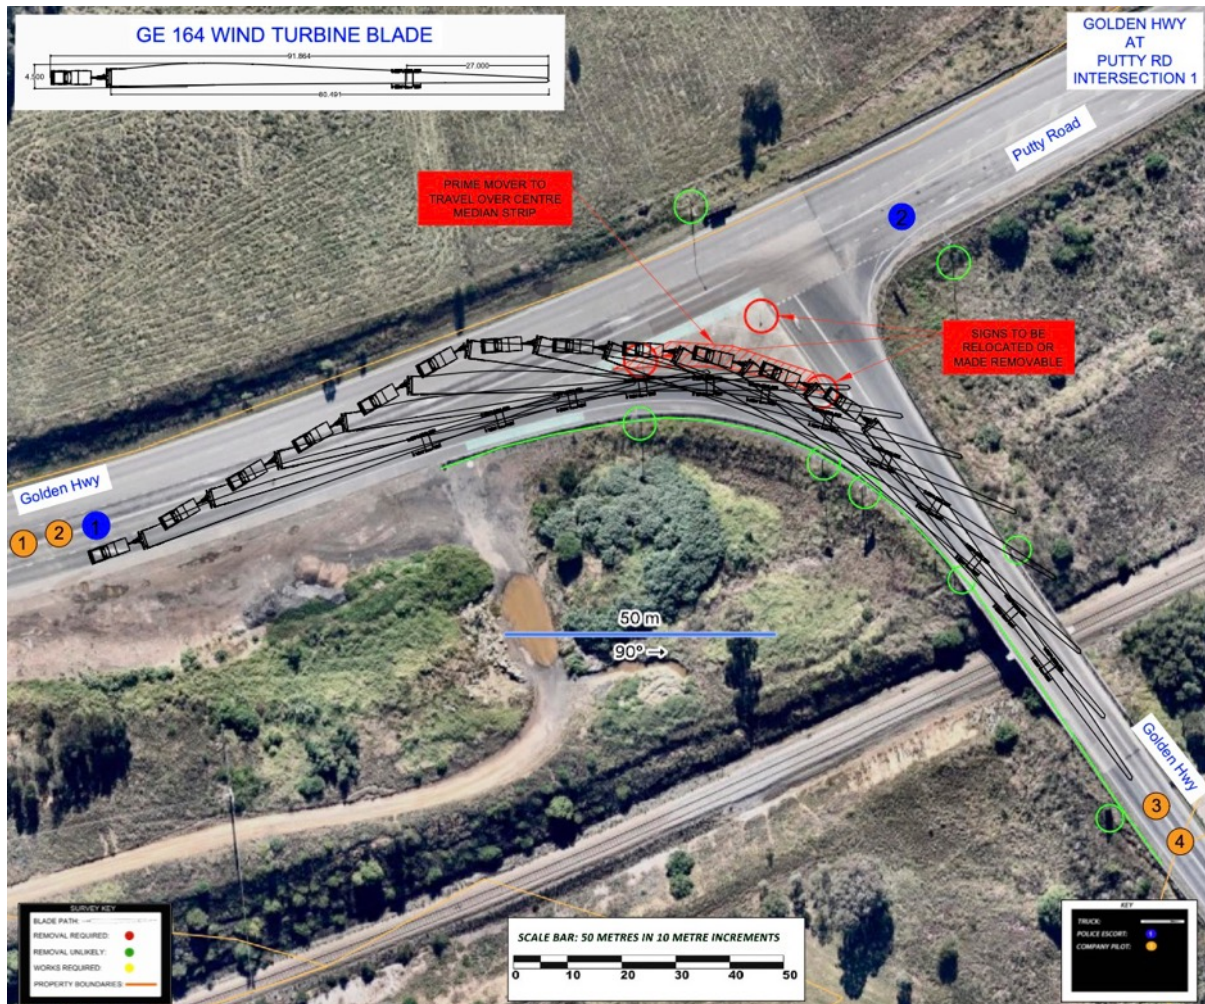 GE 164 WIND TURBINE BLADE
91.864
4.500
27.000
GOLDEN HWY
AT
PUTTY RD
INTERSECTION 1
Putty Road
PRIME MOVER TO
TRAVEL OVER CENTRE
MEDIAN STRIP
2
SIGNS TO BE
RELOCATED OR
MADE REMOVABLE
Golden Hwy
1
2
1
50 m
90° →
Golden Hwy
3
4
SURVEY KEY
BLADE PATH:
REMOVAL REQUIRED:
REMOVAL UNLIKELY:
WORKS REQUIRED:
PROPERTY BOUNDARIES:
SCALE BAR: 50 METRES IN 10 METRE INCREMENTS
0 10 20 30 40 50
KEY
TRUCK:
POLICE ESCORT: 1
COMPANY PILOT: